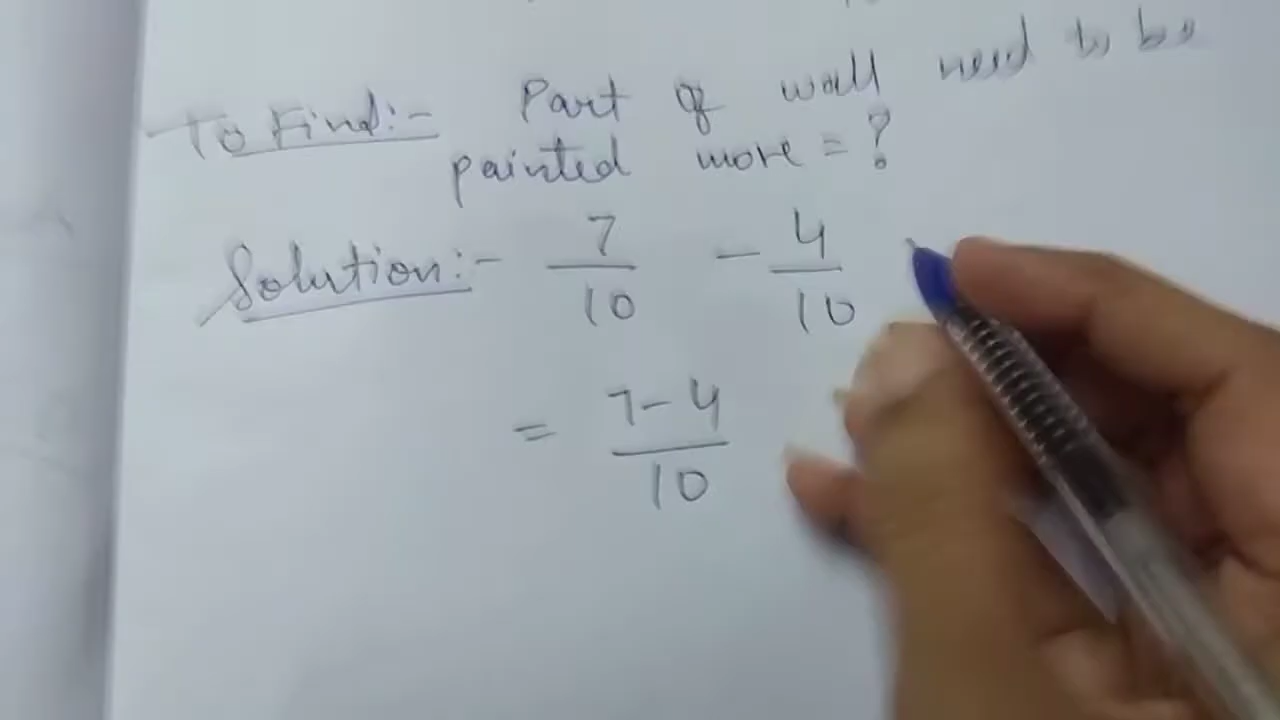 To Find:- Part of wall need to be
painted more = ?
Solution:- 7/10 - 4/10
= 7-4/10